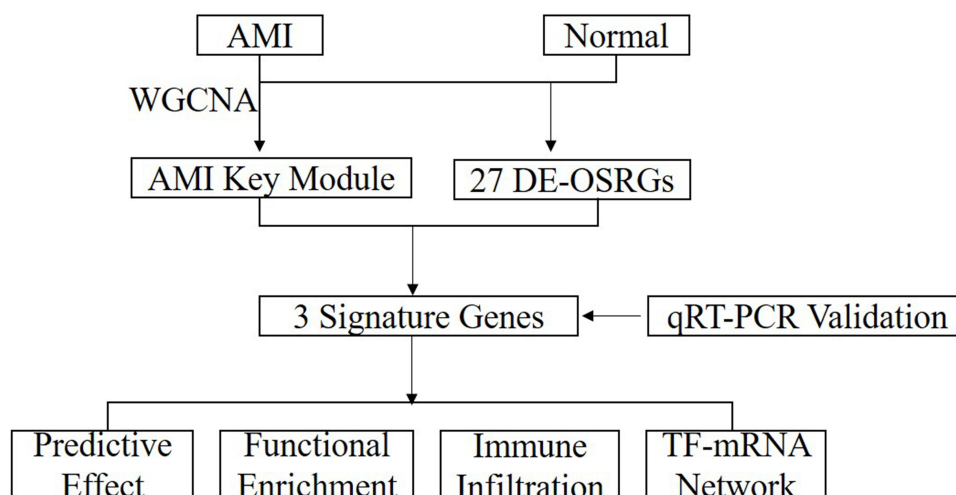 AMI
Normal
WGCNA
AMI Key Module
27 DE-OSRGs
3 Signature Genes
qRT-PCR Validation
Predictive
Effect
Functional
Enrichment
Immune
Infiltration
TF-mRNA
Network